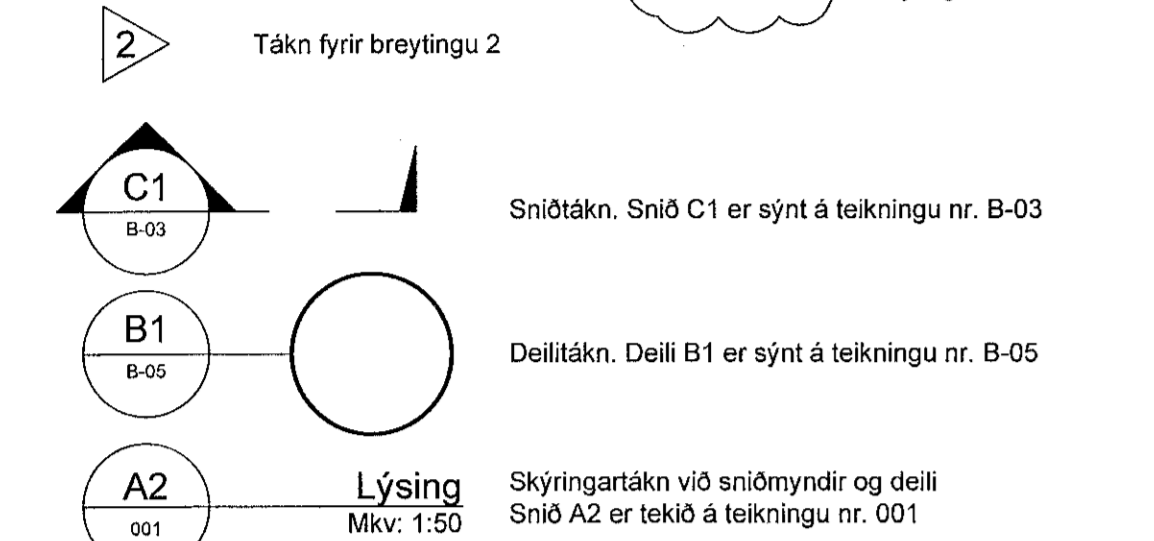 2
Tákn fyrir breytingu 2
C1
B-03
Sniðtákn. Snið C1 er sýnt á teikningu nr. B-03
B1
B-05
Deilitákn. Deili B1 er sýnt á teikningu nr. B-05
A2
001
Lýsing
Mkv: 1:50
Skýringartákn við sniðmyndir og deili
Snið A2 er tekið á teikningu nr. 001